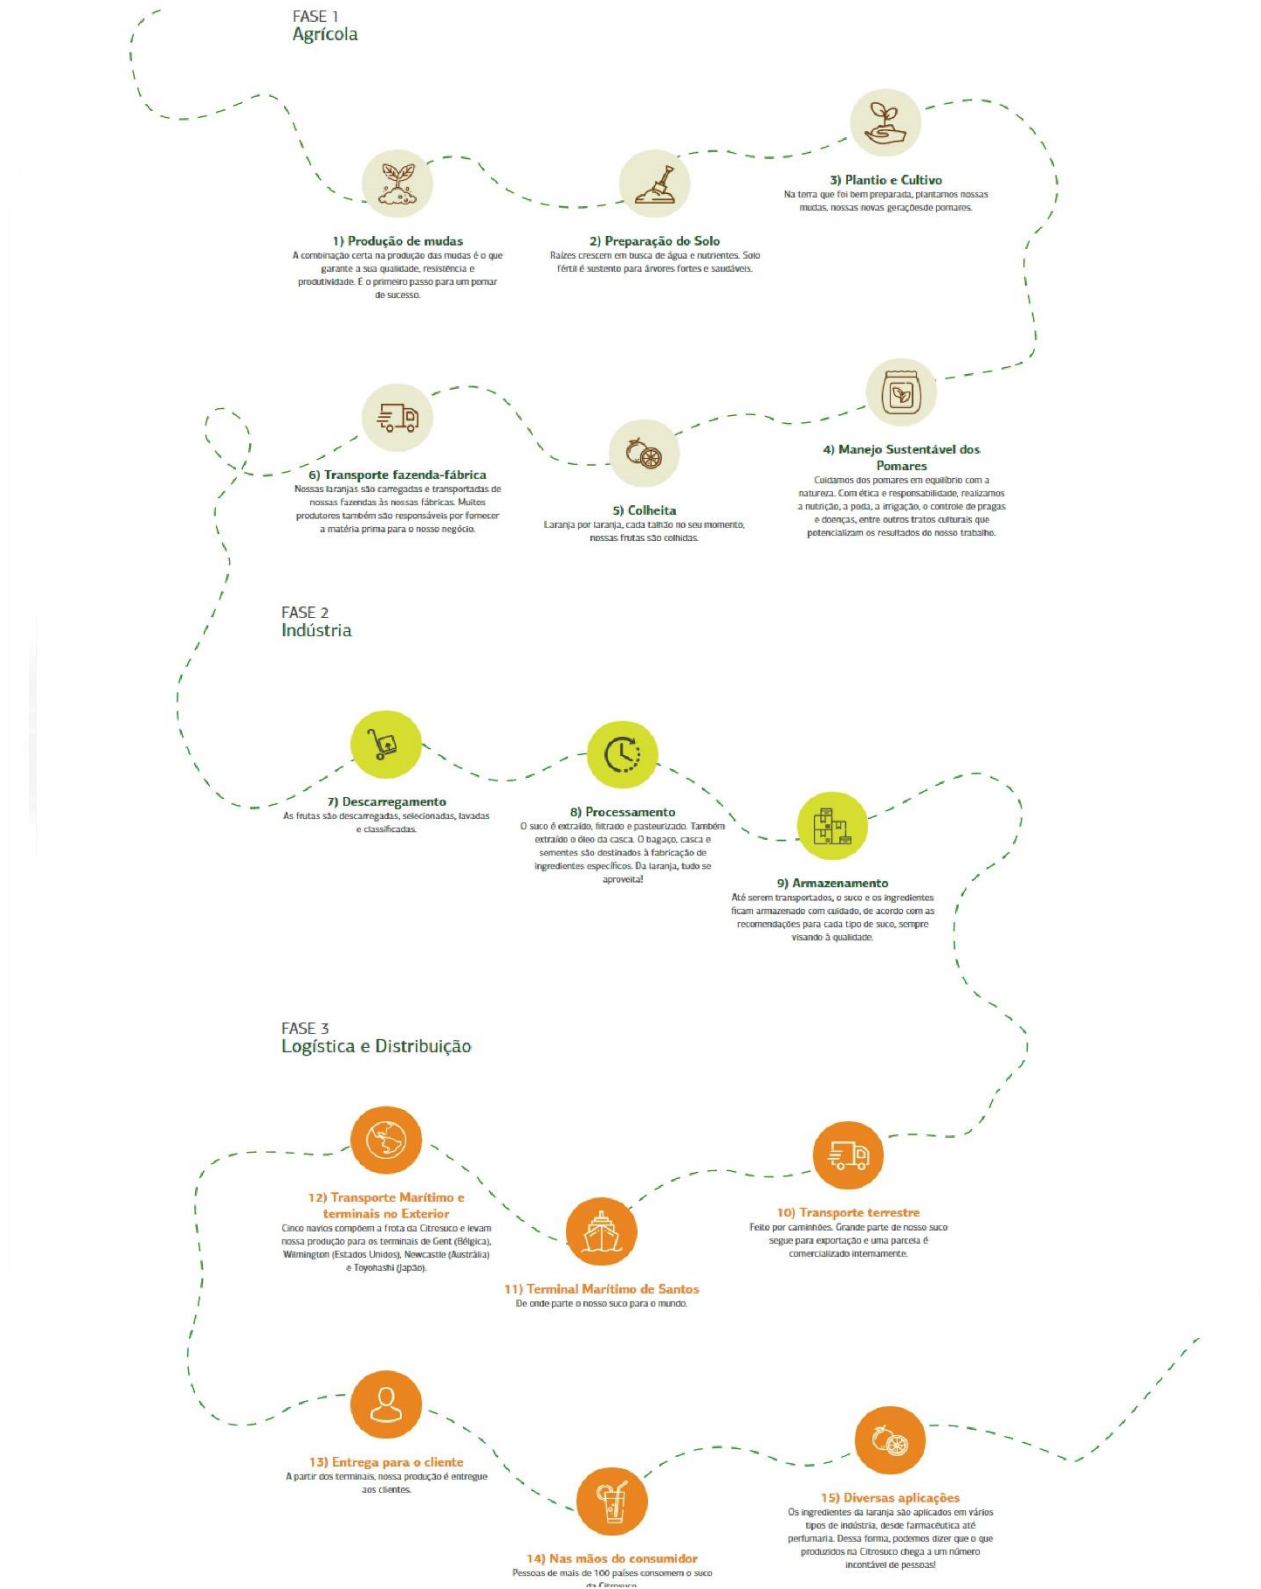 FASE 1
Agrícola
1) Produção de mudas
A combinação certa na produção das mudas é o que
garante a sua qualidade, resistência e
produtividade. É o primeiro passo para um pomar
de sucesso.
2) Preparação do Solo
Raízes crescem em busca de água e nutrientes. Solo
fértil é sustento para árvores fortes e saudáveis.
3) Plantio e Cultivo
Na terra que foi bem preparada, plantamos nossas
mudas, nossas novas geraçõesde pomares.
4) Manejo Sustentável dos
Pomares
Cuidamos dos pomares em equilíbrio com a
natureza. Com ética e responsabilidade, realizamos
a nutrição, a poda, a irrigação, o controle de pragas
e doenças, entre outros tratos culturais que
potencializam os resultados do nosso trabalho.
5) Colheita
Laranja por laranja, cada talhão no seu momento,
nossas frutas são colhidas.
6) Transporte fazenda-fábrica
Nossas laranjas são carregadas e transportadas de
nossas fazendas às nossas fábricas. Muitos
produtores também são responsáveis por fornecer
a matéria prima para o nosso negócio.
FASE 2
Indústria
7) Descarregamento
As frutas são descarregadas, selecionadas, lavadas
e classificadas.
8) Processamento
O suco é extraído, filtrado e pasteurizado. Também
extraído o óleo da casca. O bagaço, casca e
sementes são destinados à fabricação de
ingredientes específicos. Da laranja, tudo se
aproveita!
9) Armazenamento
Até serem transportados, o suco e os ingredientes
ficam armazenado com cuidado, de acordo com as
recomendações para cada tipo de suco, sempre
visando à qualidade.
FASE 3
Logística e Distribuição
10) Transporte terrestre
Feito por caminhões. Grande parte de nosso suco
segue para exportação e uma parcela é
comercializado internamente.
11) Terminal Marítimo de Santos
De onde parte o nosso suco para o mundo.
12) Transporte Marítimo e
terminais no Exterior
Cinco navios compõem a frota da Citrosuco e levam
nossa produção para os terminais de Gent (Bélgica),
Wilmington (Estados Unidos), Newcastle (Austrália)
e Toyohashi (Japão).
13) Entrega para o cliente
A partir dos terminais, nossa produção é entregue
aos clientes.
14) Nas mãos do consumidor
Pessoas de mais de 100 países consomem o suco
da Citrosuco
15) Diversas aplicações
Os ingredientes da laranja são aplicados em vários
tipos de indústria, desde farmacêutica até
perfumaria. Dessa forma, podemos dizer que o que
produzidos na Citrosuco chega a um número
incontável de pessoas!